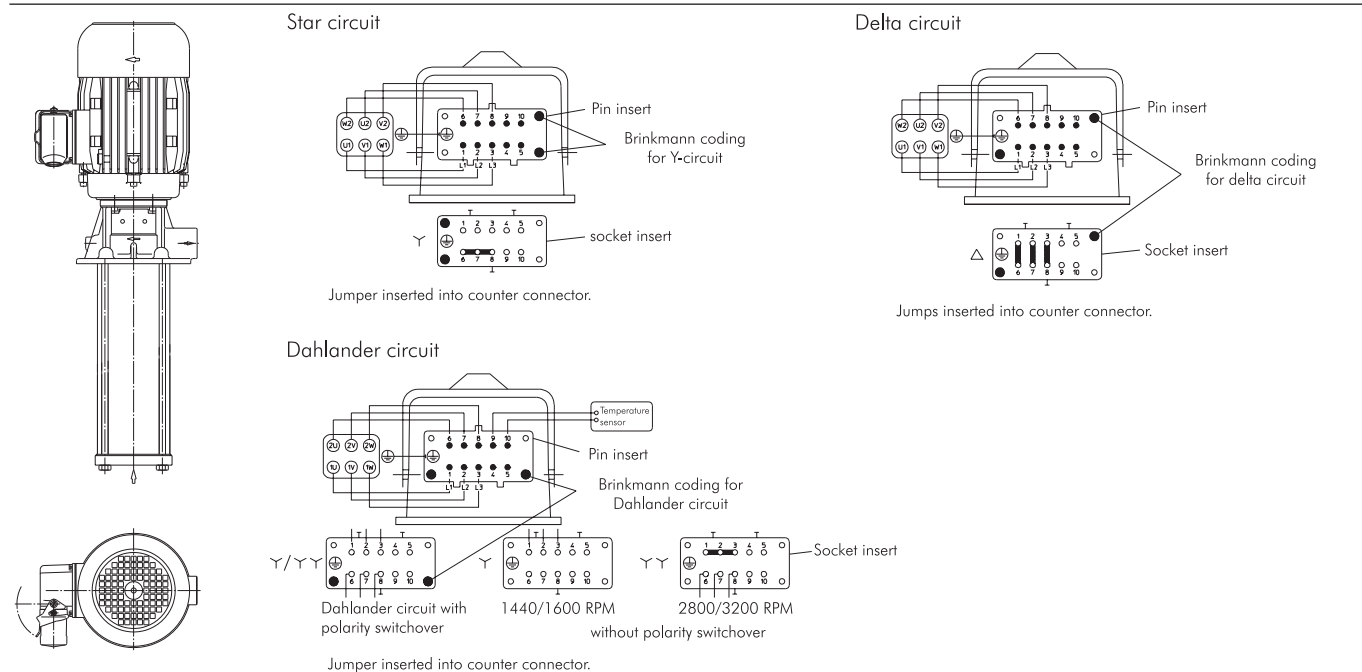 Star circuit
W2 U2 V2
U1 V1 W1
6 7 8 9 10
1 2 3 4 5
L1 L2 L3
Pin insert
Brinkmann coding
for Y-circuit
1 2 3 4 5
6 7 8 9 10
socket insert
Jumper inserted into counter connector.
Delta circuit
W2 U2 V2
U1 V1 W1
6 7 8 9 10
1 2 3 4 5
L1 L2 L3
Pin insert
Brinkmann coding
for delta circuit
1 2 3 4 5
6 7 8 9 10
Socket insert
Jumps inserted into counter connector.
Dahlander circuit
2U 2V 2W
1U 1V 1W
6 7 8 9 10
1 2 3 4 5
L1 L2 L3
Temperature
sensor
Pin insert
Brinkmann coding for
Dahlander circuit
1 2 3 4 5
6 7 8 9 10
Dahlander circuit with
polarity switchover
1 2 3 4 5
6 7 8 9 10
1440/1600 RPM
1 2 3 4 5
6 7 8 9 10
Socket insert
2800/3200 RPM
without polarity switchover
Jumper inserted into counter connector.